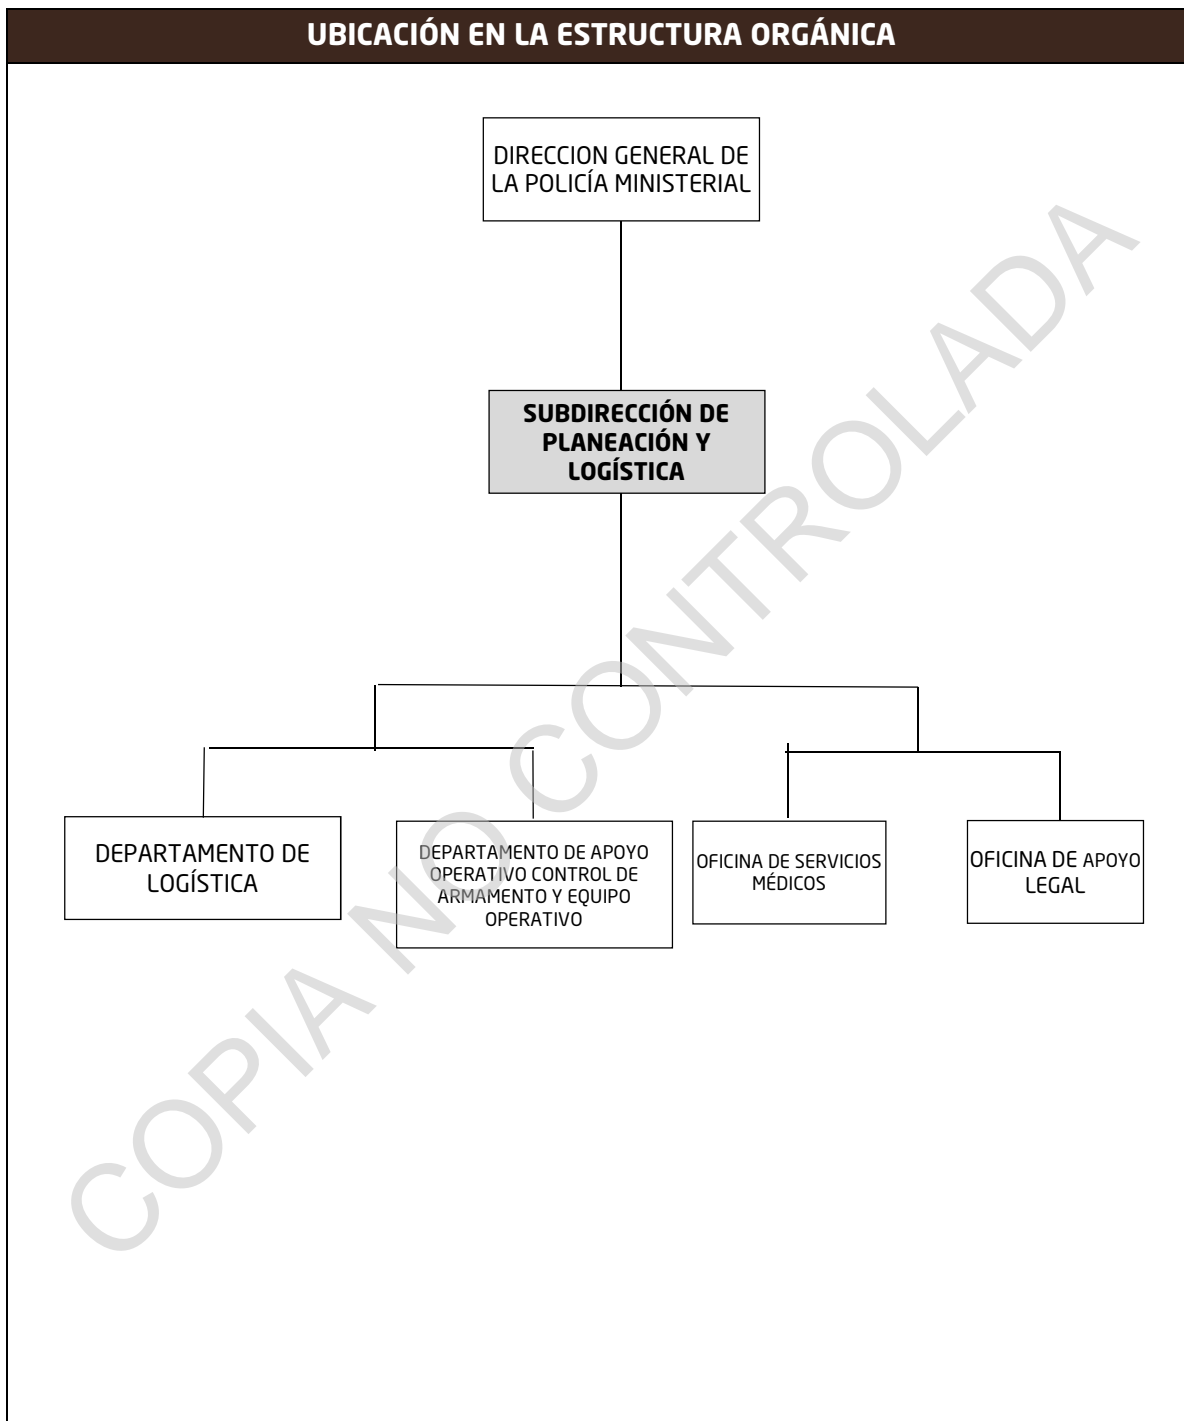 UBICACIÓN EN LA ESTRUCTURA ORGÁNICA
DIRECCION GENERAL DE
LA POLICÍA MINISTERIAL
SUBDIRECCIÓN DE
PLANEACIÓN Y
LOGÍSTICA
DEPARTAMENTO DE
LOGÍSTICA
DEPARTAMENTO DE APOYO
OPERATIVO CONTROL DE
ARMAMENTO Y EQUIPO
OPERATIVO
OFICINA DE SERVICIOS
MÉDICOS
OFICINA DE APOYO
LEGAL
COPIA NO CONTROLADA